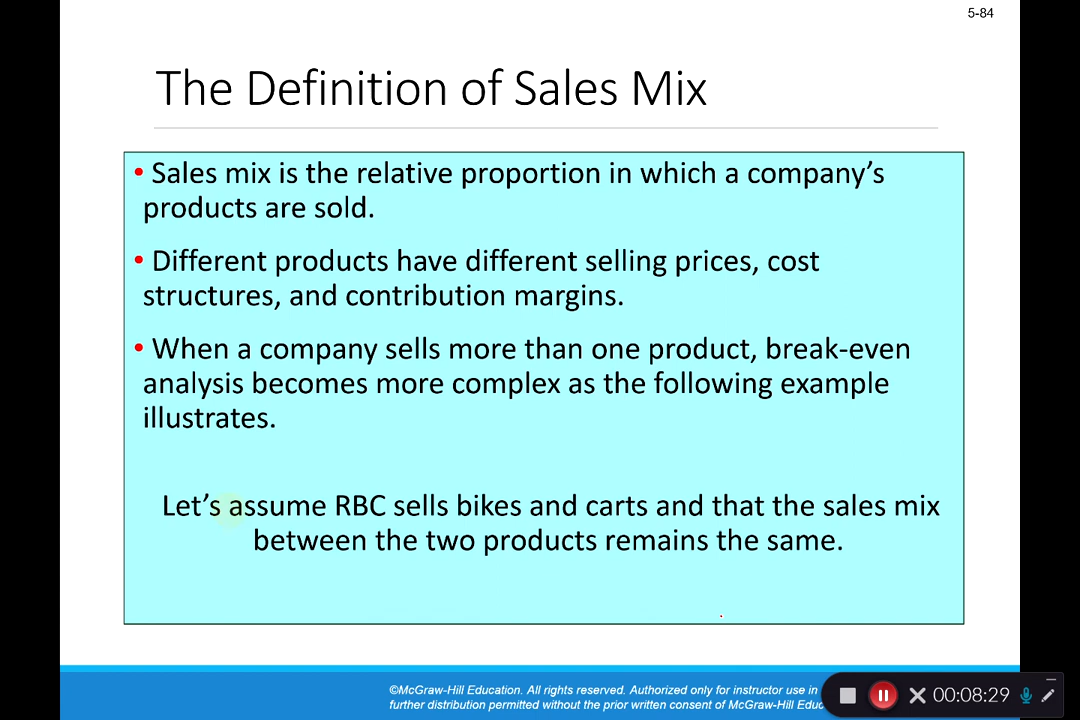 5-84
The Definition of Sales Mix
• Sales mix is the relative proportion in which a company’s
products are sold.
• Different products have different selling prices, cost
structures, and contribution margins.
• When a company sells more than one product, break-even
analysis becomes more complex as the following example
illustrates.
Let’s assume RBC sells bikes and carts and that the sales mix
between the two products remains the same.
©McGraw-Hill Education. All rights reserved. Authorized only for instructor use in
further distribution permitted without the prior written consent of McGraw-Hill Educ
00:08:29